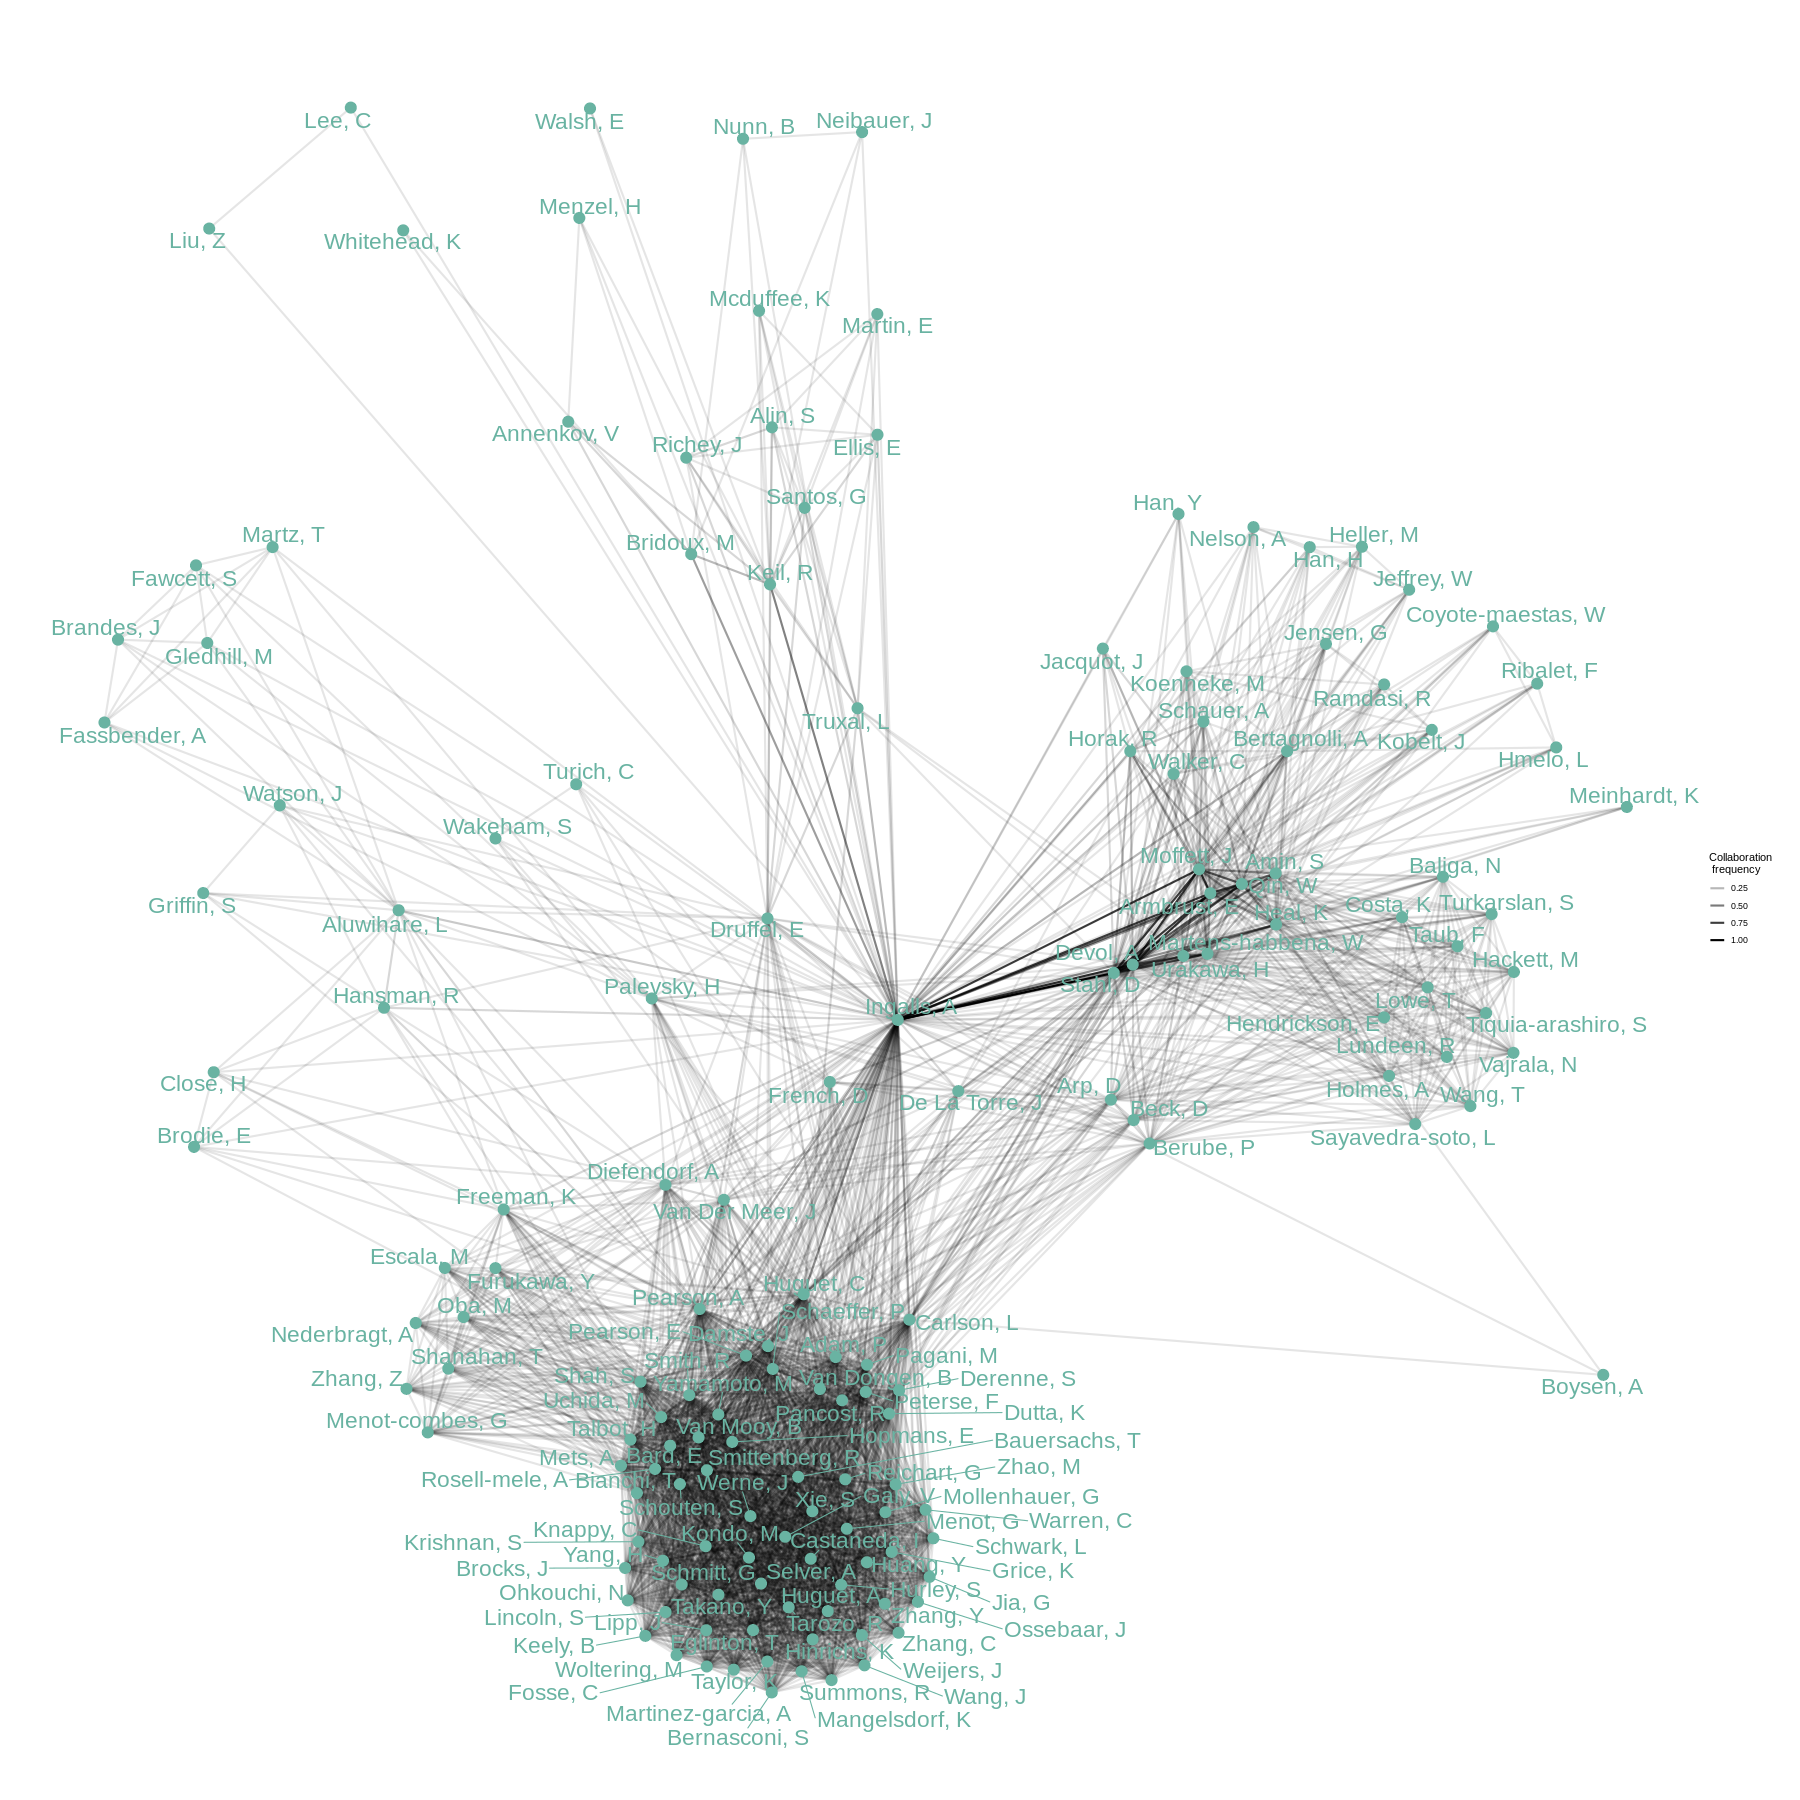 Lee, C
Walsh, E
Nunn, B
Neibauer, J
Menzel, H
Liu, Z
Whitehead, K
Mcduffee, K
Martin, E
Alin, S
Annenkov, V
Richey, J
Ellis, E
Santos, G
Han, Y
Martz, T
Nelson, A
Heller, M
Bridoux, M
Han, H
Keil, R
Fawcett, S
Jeffrey, W
Coyote-maestas, W
Brandes, J
Jensen, G
Gledhill, M
Jacquot, J
Ribalet, F
Koenneke, M
Ramdasi, R
Schauer, A
Truxal, L
Fassbender, A
Horak, R
Bertagnolli, A
Kobelt, J
Walker, C
Hmelo, L
Turich, C
Watson, J
Meinhardt, K
Wakeham, S
Moffett, J
Amin, S
Baliga, N
Collaboration
frequency
0.25
0.50
0.75
1.00
Qin, W
Griffin, S
Armbrust, E
Costa, K
Turkarslan, S
Aluwihare, L
Druffel, E
Taub, F
Martens-habbena, W
Devol, A
Hackett, M
Urakawa, H
Stahl, D
Palevsky, H
Hansman, R
Ingalls, A
Lowe, T
Hendrickson, E
Tiquia-arashiro, S
Lundeen, R
Vajrala, N
Close, H
French, D
De La Torre, J
Arp, D
Holmes, A
Wang, T
Beck, D
Brodie, E
Sayavedra-soto, L
Berube, P
Diefendorf, A
Freeman, K
Van Der Meer, J
Escala, M
Furukawa, Y
Huguet, C
Pearson, A
Oba, M
Schaeffer, P
Carlson, L
Nederbragt, A
Pearson, E
Damste, J
Adam, P
Shanahan, T
Smith, R
Pagani, M
Zhang, Z
Shan, S
Yamamoto, M
Van Dongen, B
Derenne, S
Boysen, A
Uchida, M
Peterse, F
Menot-combes, G
Pancost, R
Dutta, K
Talbot, H
Van Mooy, B
Hopmans, E
Bauersachs, T
Mets, A
Bard, E
Smittenberg, R
Zhao, M
Rosell-mele, A
Bianchi, T
Werne, J
Reichart, G
Xie, S
Galy, V
Mollenhauer, G
Schouten, S
Menot, G
Warren, C
Knappy, C
Kondo, M
Krishnan, S
Castaneda, I
Schwark, L
Yang, H
Brocks, J
Schmitt, G
Selver, A
Huang, Y
Grice, K
Ohkouchi, N
Huguet, A
Hurley, S
Jia, G
Takano, Y
Lincoln, S
Lipp, J
Tarozo, R
Zhang, Y
Ossebaar, J
Keely, B
Eglinton, T
Hinrichs, K
Zhang, C
Woltering, M
Weijers, J
Fosse, C
Taylor,
Summons, R
Wang, J
Martinez-garcia, A
Mangelsdorf, K
Bernasconi, S